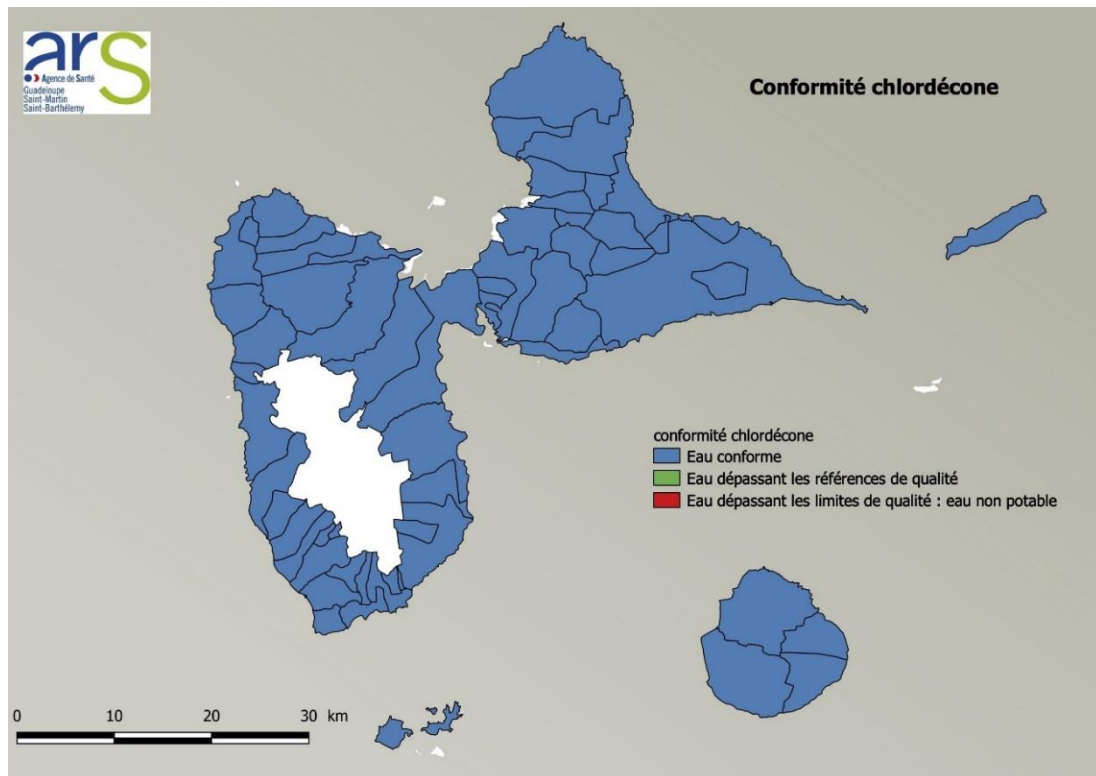 ars
Agence de Santé
Guadeloupe
Saint-Martin
Saint-Barthélemy
Conformité chlordécone
conformité chlordécone
Eau conforme
Eau dépassant les références de qualité
Eau dépassant les limites de qualité : eau non potable
0 10 20 30 km